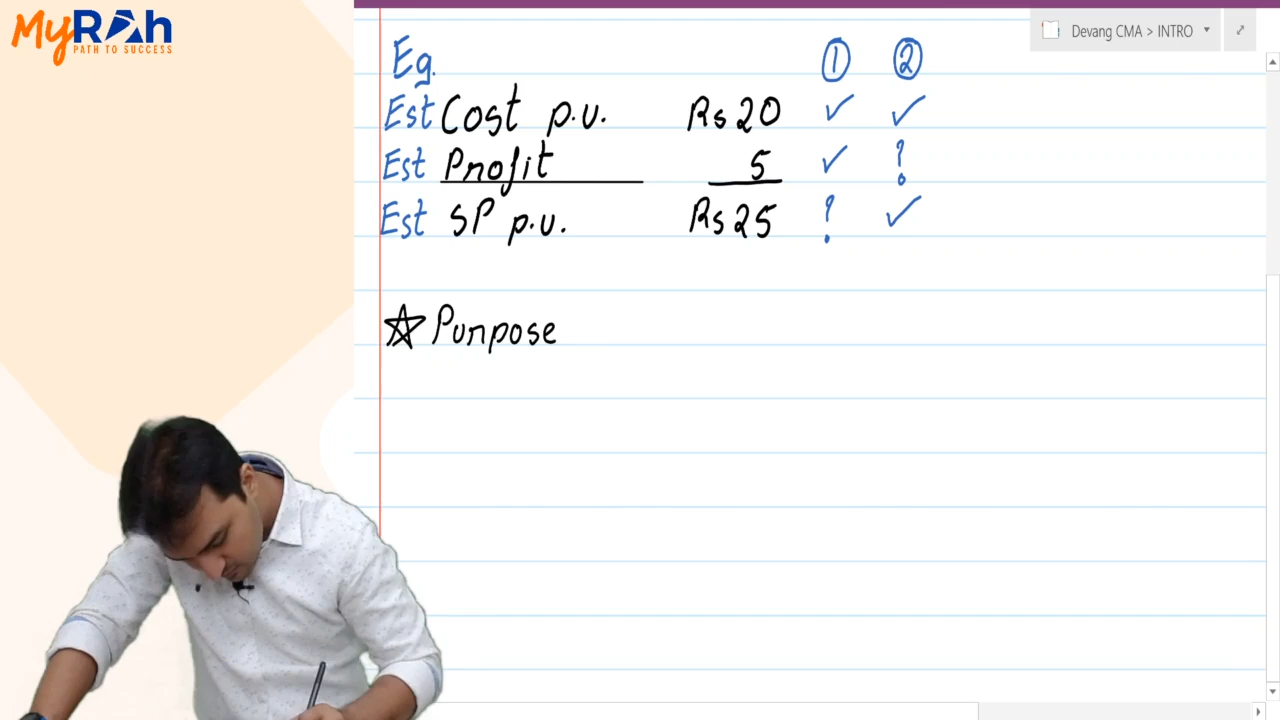 MyRAh
PATH TO SUCCESS
Devang CMA > INTRO
Eg. ① ②
Est Cost p.u. Rs 20 ✓ ✓
Est Profit 5 ✓ ?
Est SP p.u. Rs 25 ? ✓
☆ Purpose